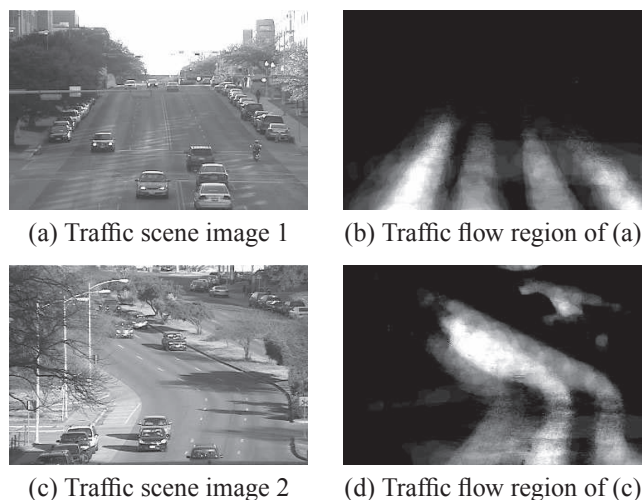 (a) Traffic scene image 1
(b) Traffic flow region of (a)
(c) Traffic scene image 2
(d) Traffic flow region of (c)